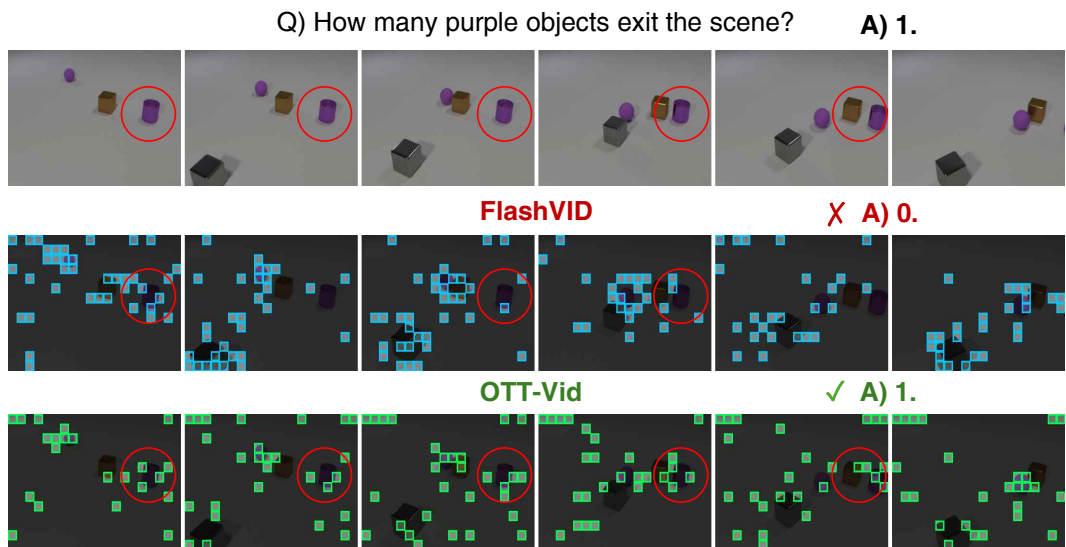 Q) How many purple objects exit the scene? A) 1.
FlashVID ✗ A) 0.
OTT-Vid ✓ A) 1.